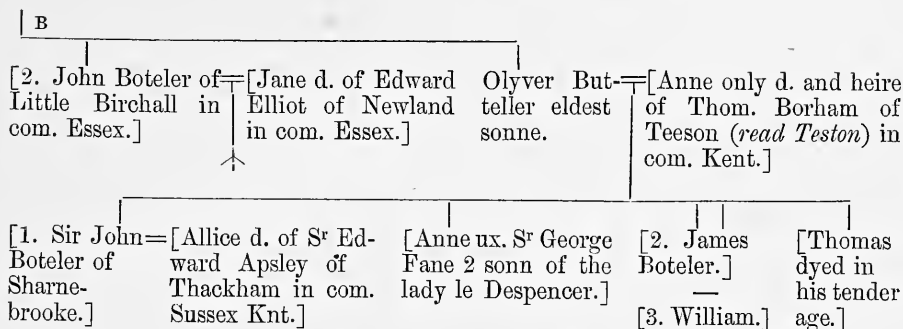 B
[2. John Boteler of
Little Birchall in
com. Essex.]
[Jane d. of Edward
Elliot of Newland
in com. Essex.]
Olyver But-
teller eldest
sonne.
[Anne only d. and heire
of Thom. Borham of
Teeson (read Teston) in
com. Kent.]
[1. Sir John
Boteler of
Sharne-
brooke.]
[Allice d. of Sʳ Ed-
ward Apsley of
Thackham in com.
Sussex Knt.]
[Anne ux. Sʳ George
Fane 2 sonn of the
lady le Despencer.]
[2. James
Boteler.]
—
[3. William.]
[Thomas
dyed in
his tender
age.]